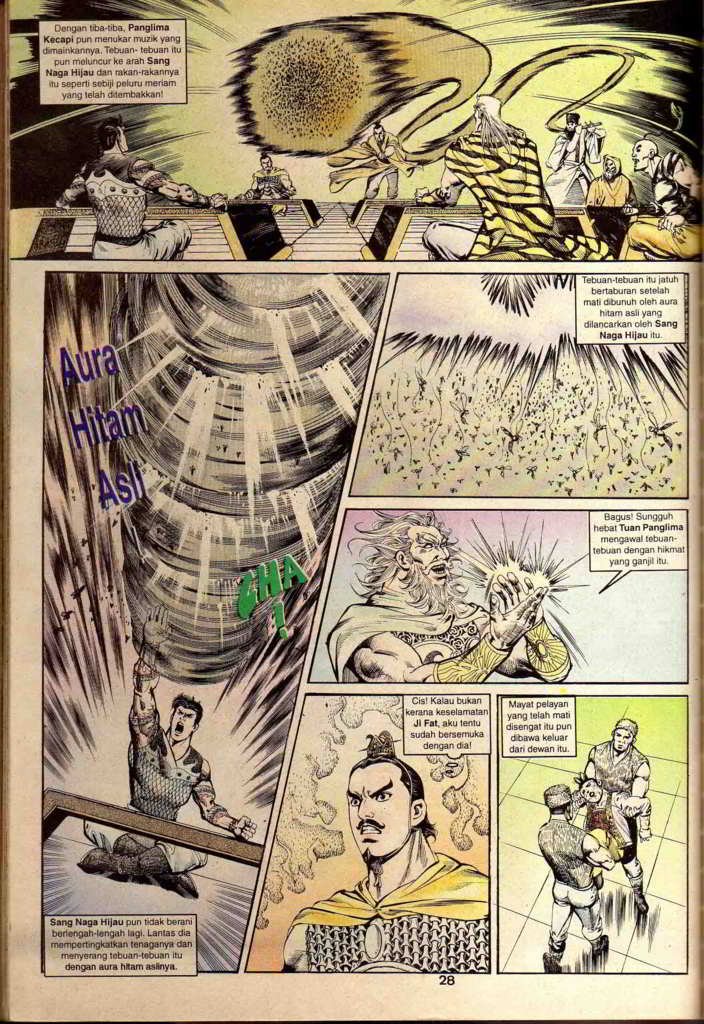 Dengan tiba-tiba, Panglima
Kecapi pun menukar muzik yang
dimainkannya. Tebuan- tebuan itu
pun meluncur ke arah Sang
Naga Hijau dan rakan-rakannya
itu seperti sebiji peluru meriam
yang telah ditembakkan!
Aura
Hitam
Asli
ZHA
!
Sang Naga Hijau pun tidak berani
berlengah-lengah lagi. Lantas dia
mempertingkatkan tenaganya dan
menyerang tebuan-tebuan itu
dengan aura hitam aslinya.
Tebuan-tebuan itu jatuh
bertaburan setelah
mati dibunuh oleh aura
hitam asli yang
dilancarkan oleh Sang
Naga Hijau itu.
Bagus! Sungguh
hebat Tuan Panglima
mengawal tebuan-
tebuan dengan hikmat
yang ganjil itu.
Cis! Kalau bukan
kerana keselamatan
Ji Fat, aku tentu
sudah bersemuka
dengan dia!
Mayat pelayan
yang telah mati
disengat itu pun
dibawa keluar
dari dewan itu.
28